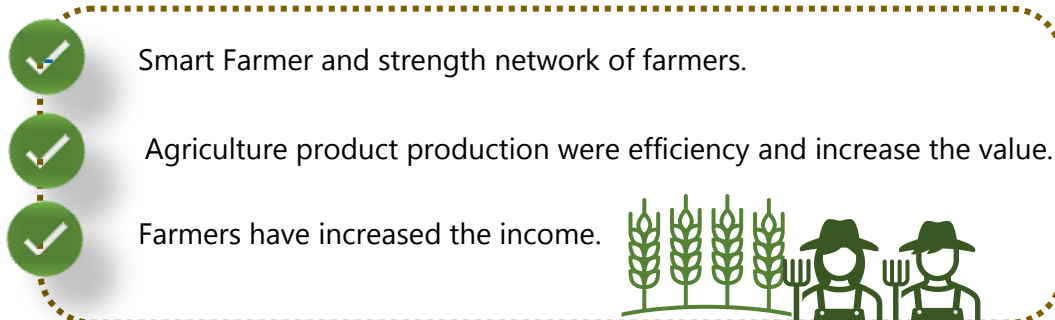 Smart Farmer and strength network of farmers.
Agriculture product production were efficiency and increase the value.
Farmers have increased the income.